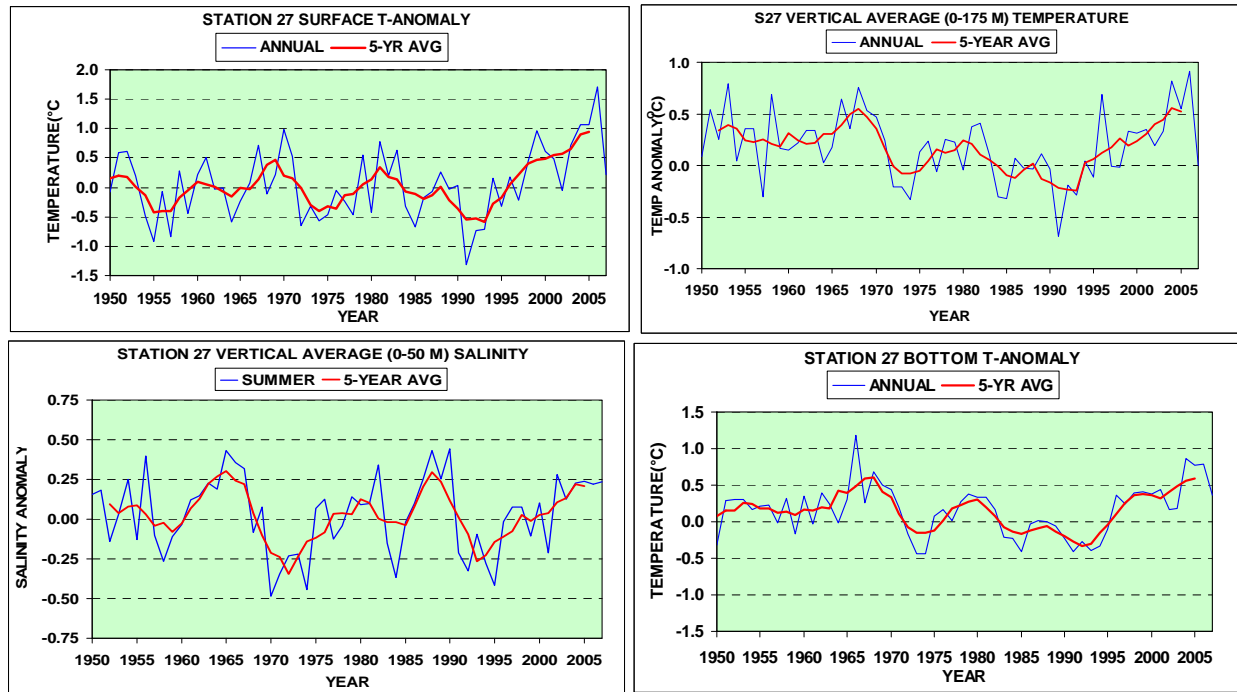 STATION 27 SURFACE T-ANOMALY
ANNUAL 5-YR AVG
TEMPERATURE(°C)
2.0
1.5
1.0
0.5
0.0
-0.5
-1.0
-1.5
1950 1955 1960 1965 1970 1975 1980 1985 1990 1995 2000 2005
YEAR
S27 VERTICAL AVERAGE (0-175 M) TEMPERATURE
ANNUAL 5-YEAR AVG
TEMP ANOMALY(°C)
1.0
0.5
0.0
-0.5
-1.0
1950 1955 1960 1965 1970 1975 1980 1985 1990 1995 2000 2005
YEAR
STATION 27 VERTICAL AVERAGE (0-50 M) SALINITY
SUMMER 5-YEAR AVG
SALINITY ANOMALY
0.75
0.50
0.25
0.00
-0.25
-0.50
-0.75
1950 1955 1960 1965 1970 1975 1980 1985 1990 1995 2000 2005
YEAR
STATION 27 BOTTOM T-ANOMALY
ANNUAL 5-YR AVG
TEMPERATURE(°C)
1.5
1.0
0.5
0.0
-0.5
-1.0
-1.5
1950 1955 1960 1965 1970 1975 1980 1985 1990 1995 2000 2005
YEAR